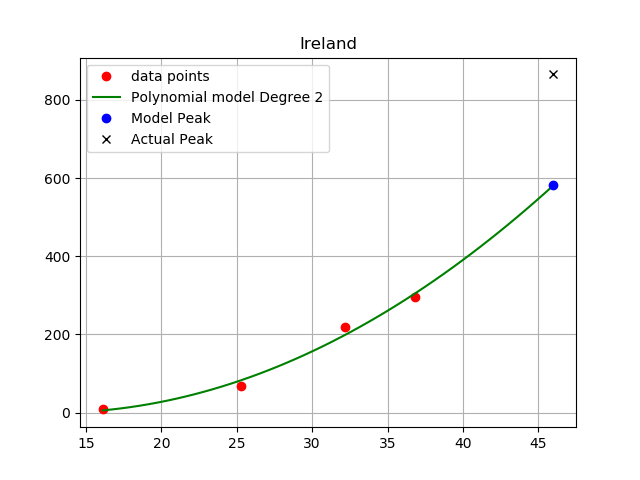 Ireland
data points
Polynomial model Degree 2
Model Peak
Actual Peak
800
600
400
200
0
15 20 25 30 35 40 45